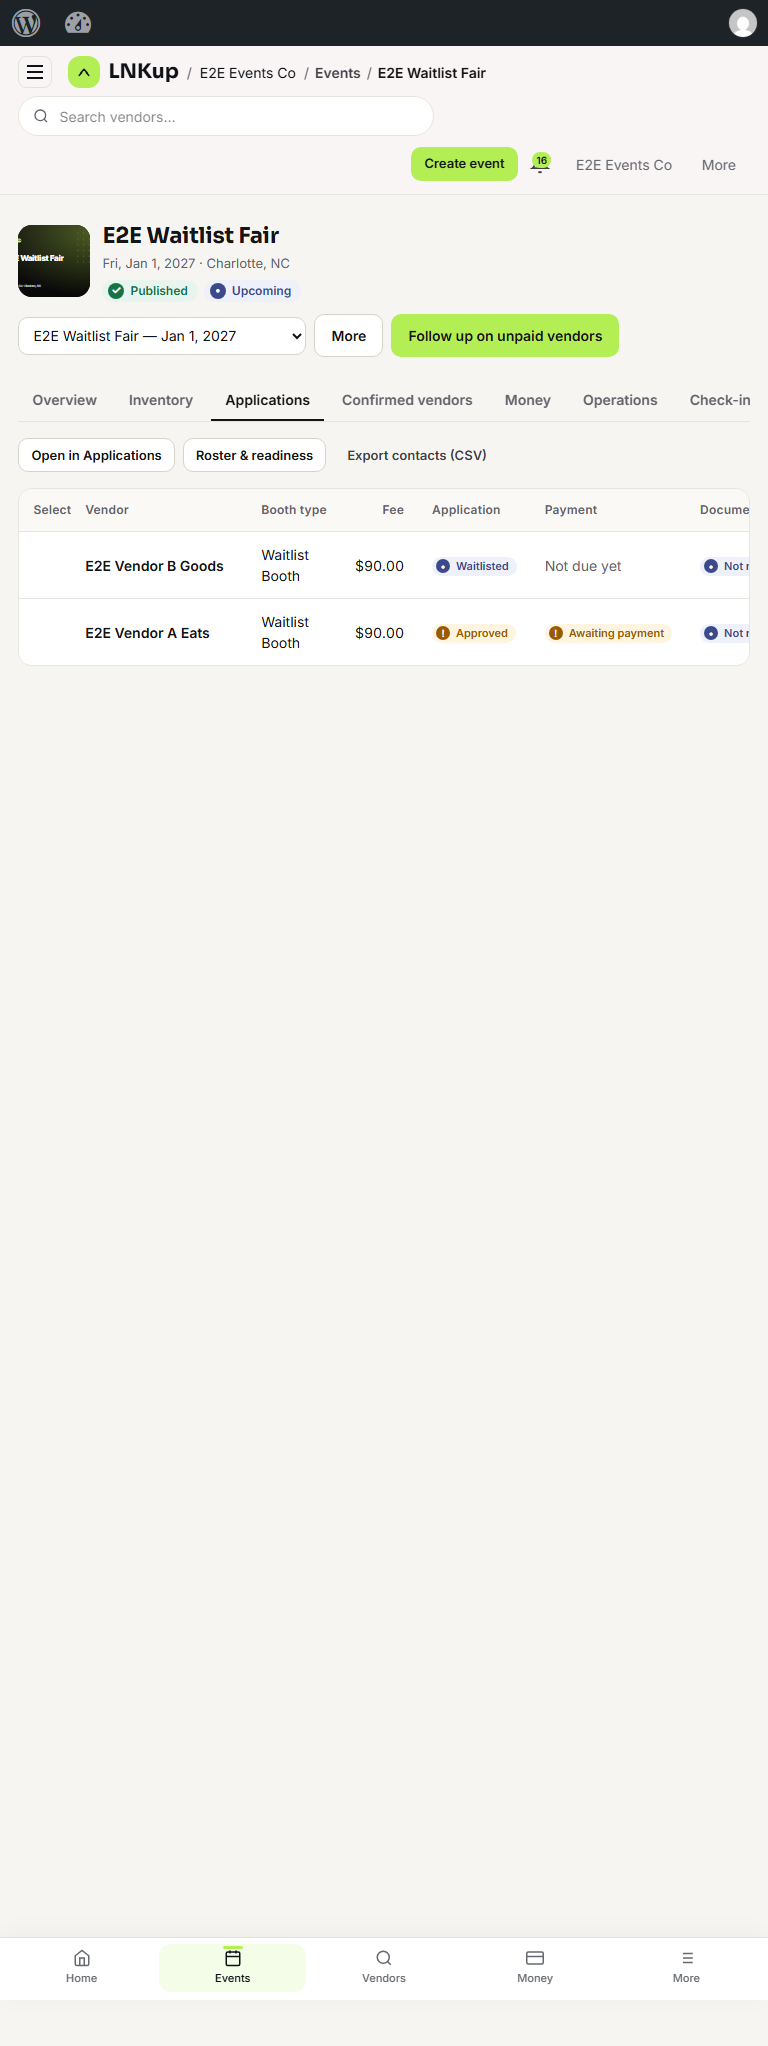 LNKup / E2E Events Co / Events / E2E Waitlist Fair
Search vendors...
Create event 16 E2E Events Co More
E2E Waitlist Fair
E Waitlist Fair
Fri, Jan 1, 2027 · Charlotte, NC
Published Upcoming
E2E Waitlist Fair — Jan 1, 2027 More Follow up on unpaid vendors
Overview Inventory Applications Confirmed vendors Money Operations Check-in
Open in Applications Roster & readiness Export contacts (CSV)
Select Vendor Booth type Fee Application Payment Docume
E2E Vendor B Goods Waitlist Booth $90.00 Waitlisted Not due yet Not r
E2E Vendor A Eats Waitlist Booth $90.00 Approved Awaiting payment Not r
Home Events Vendors Money More